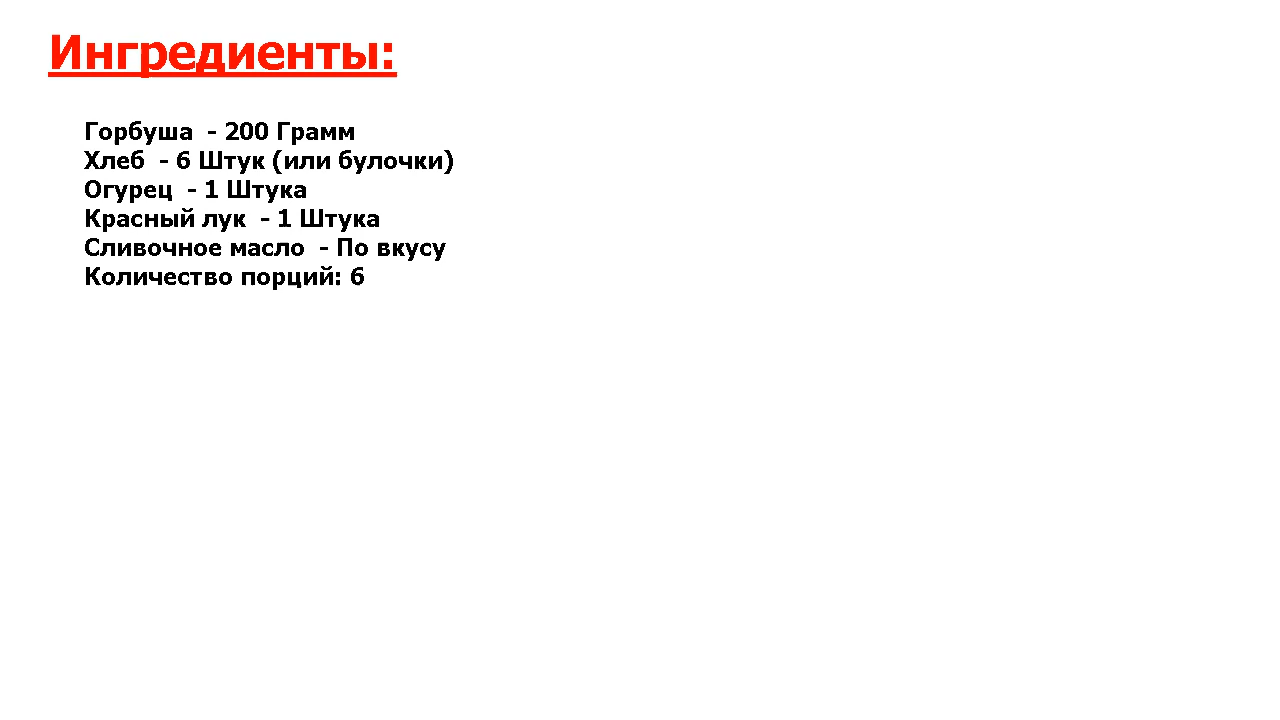 Ингредиенты:
Горбуша  - 200 Грамм
Хлеб  - 6 Штук (или булочки)
Огурец  - 1 Штука
Красный лук  - 1 Штука
Сливочное масло  - По вкусу
Количество порций: 6